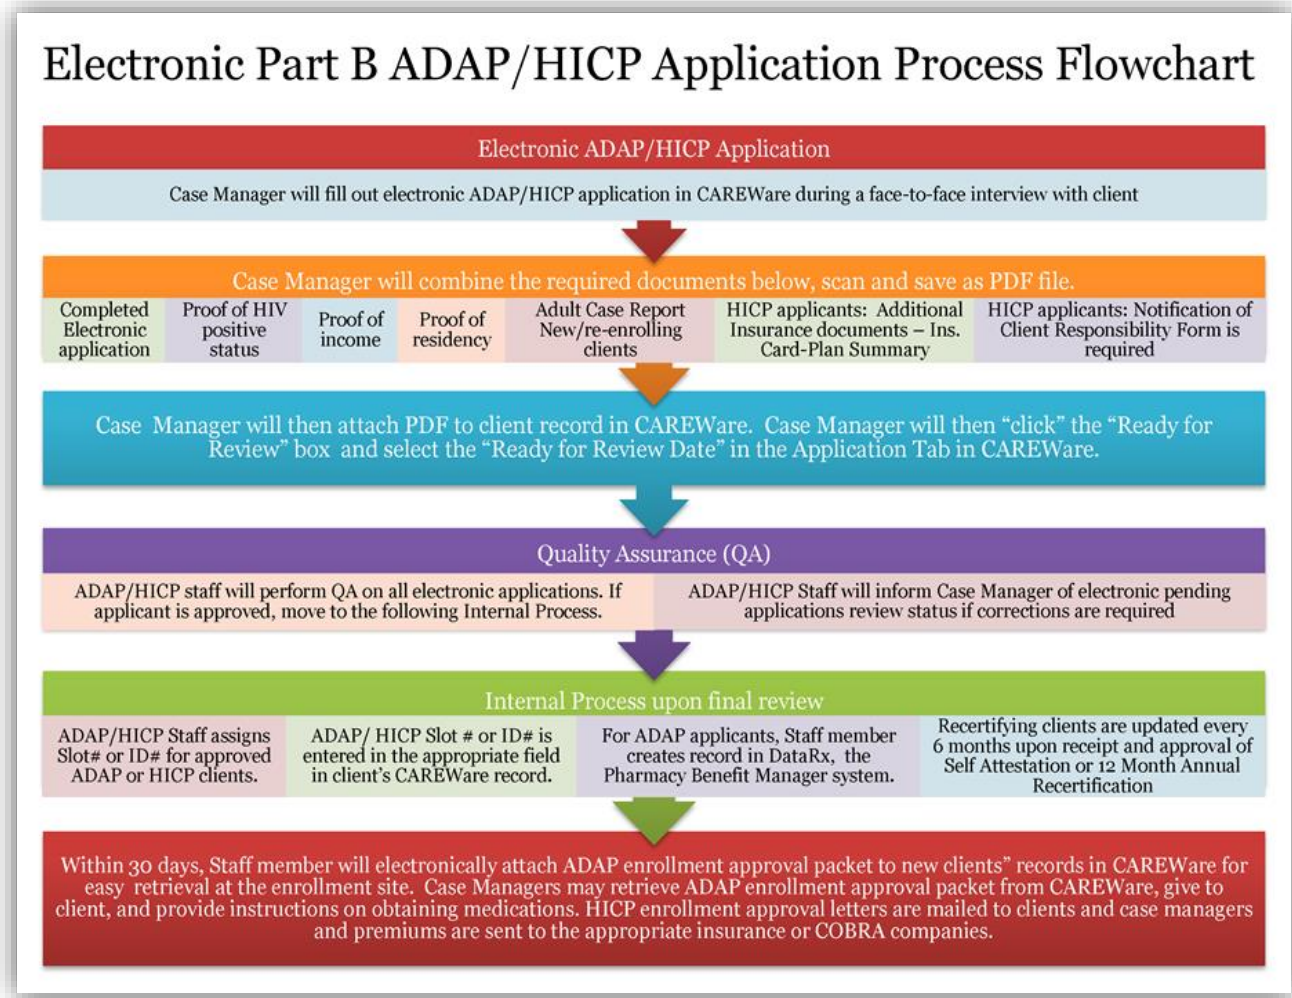 Electronic Part B ADAP/HICP Application Process Flowchart
Electronic ADAP/HICP Application
Case Manager will fill out electronic ADAP/HICP application in CAREWare during a face-to-face interview with client
Case Manager will combine the required documents below, scan and save as PDF file.
Completed
Electronic
application
Proof of HIV
positive
status
Proof of
income
Proof of
residency
Adult Case Report
New/re-enrolling
clients
HICP applicants: Additional
Insurance documents – Ins.
Card-Plan Summary
HICP applicants: Notification of
Client Responsibility Form is
required
Case  Manager will then attach PDF to client record in CAREWare.  Case Manager will then “click” the “Ready for
Review” box  and select the “Ready for Review Date” in the Application Tab in CAREWare.
Quality Assurance (QA)
ADAP/HICP staff will perform QA on all electronic applications. If
applicant is approved, move to the following Internal Process.
ADAP/HICP Staff will inform Case Manager of electronic pending
applications review status if corrections are required
Internal Process upon final review
ADAP/HICP Staff assigns
Slot# or ID# for approved
ADAP or HICP clients.
ADAP/ HICP Slot # or ID# is
entered in the appropriate field
in client’s CAREWare record.
For ADAP applicants, Staff member
creates record in DataRx,  the
Pharmacy Benefit Manager system.
Recertifying clients are updated every
6 months upon receipt and approval of
Self Attestation or 12 Month Annual
Recertification
Within 30 days, Staff member will electronically attach ADAP enrollment approval packet to new clients” records in CAREWare for
easy  retrieval at the enrollment site.  Case Managers may retrieve ADAP enrollment approval packet from CAREWare, give to
client, and provide instructions on obtaining medications. HICP enrollment approval letters are mailed to clients and case managers
and premiums are sent to the appropriate insurance or COBRA companies.